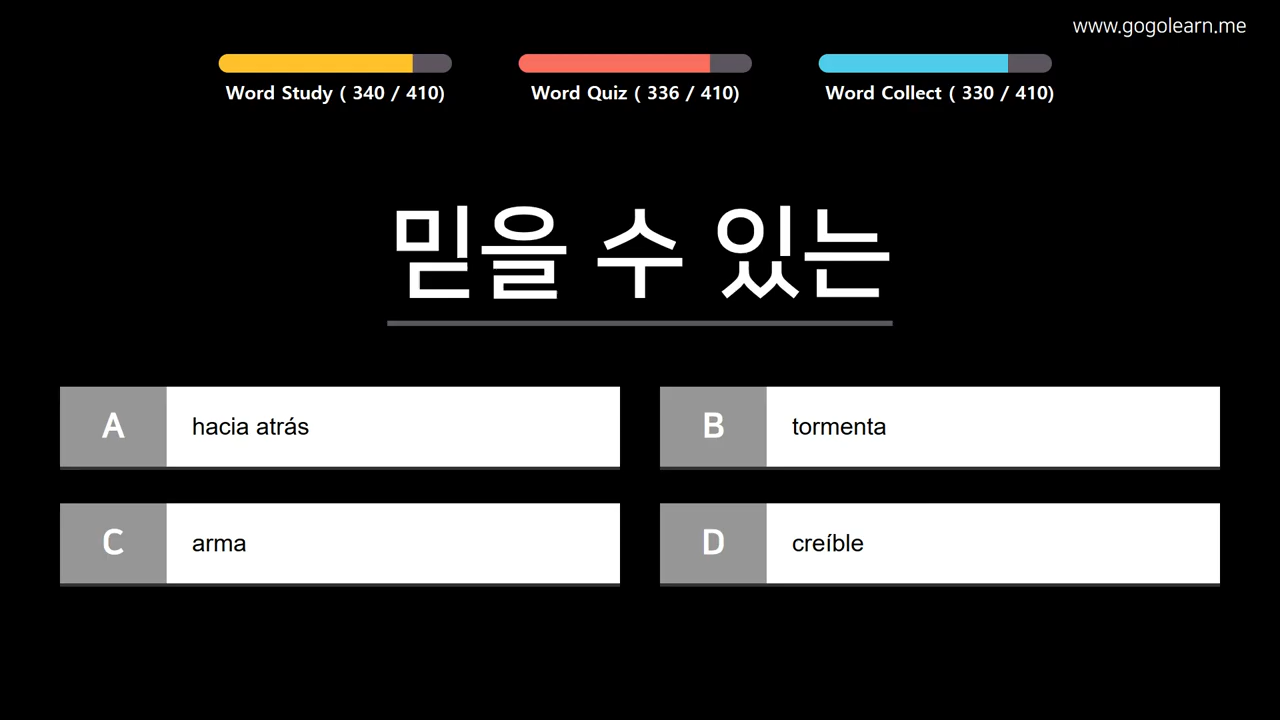 www.gogolearn.me
Word Study ( 340 / 410)
Word Quiz ( 336 / 410)
Word Collect ( 330 / 410)
믿을 수 있는
A hacia atrás
B tormenta
C arma
D creíble